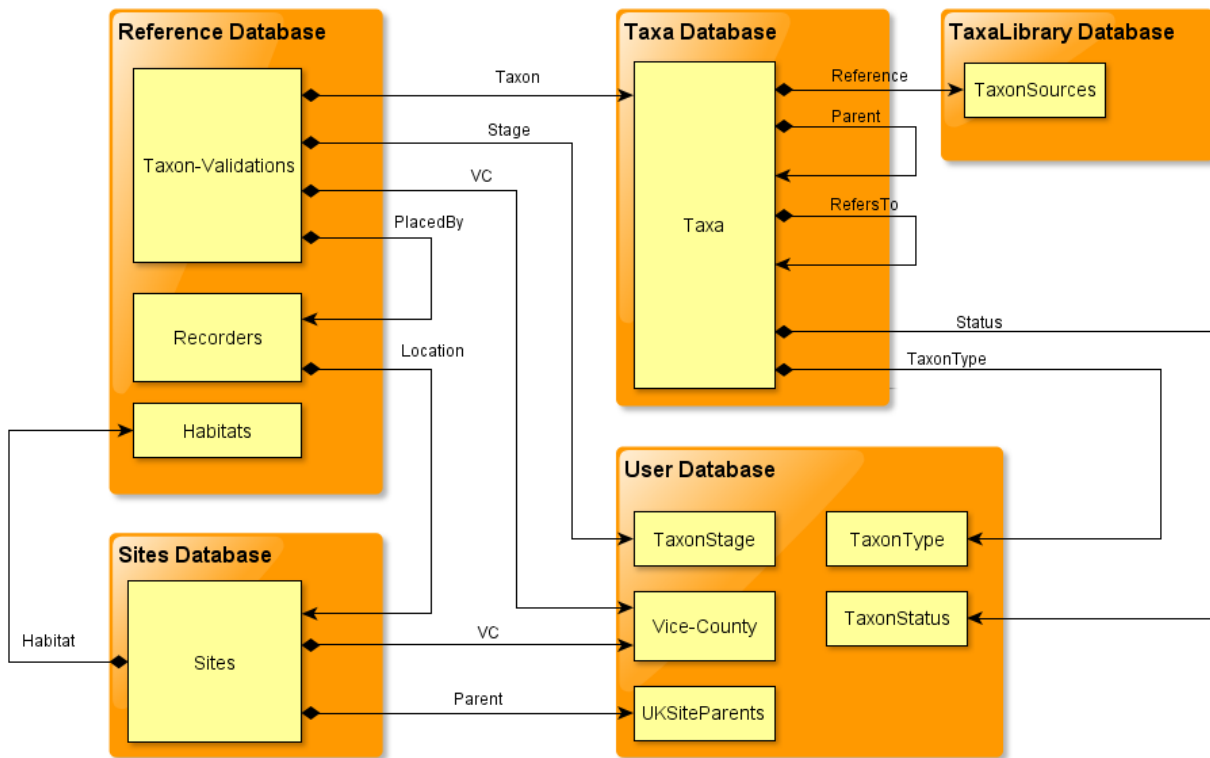 Reference Database
Taxa Database
TaxaLibrary Database
Taxon-Validations
Taxon
Stage
VC
PlacedBy
Recorders
Location
Habitats
Taxa
Reference
Parent
RefersTo
Status
TaxonType
TaxonSources
Sites Database
Sites
Habitat
VC
Parent
User Database
TaxonStage
TaxonType
Vice-County
TaxonStatus
UKSiteParents